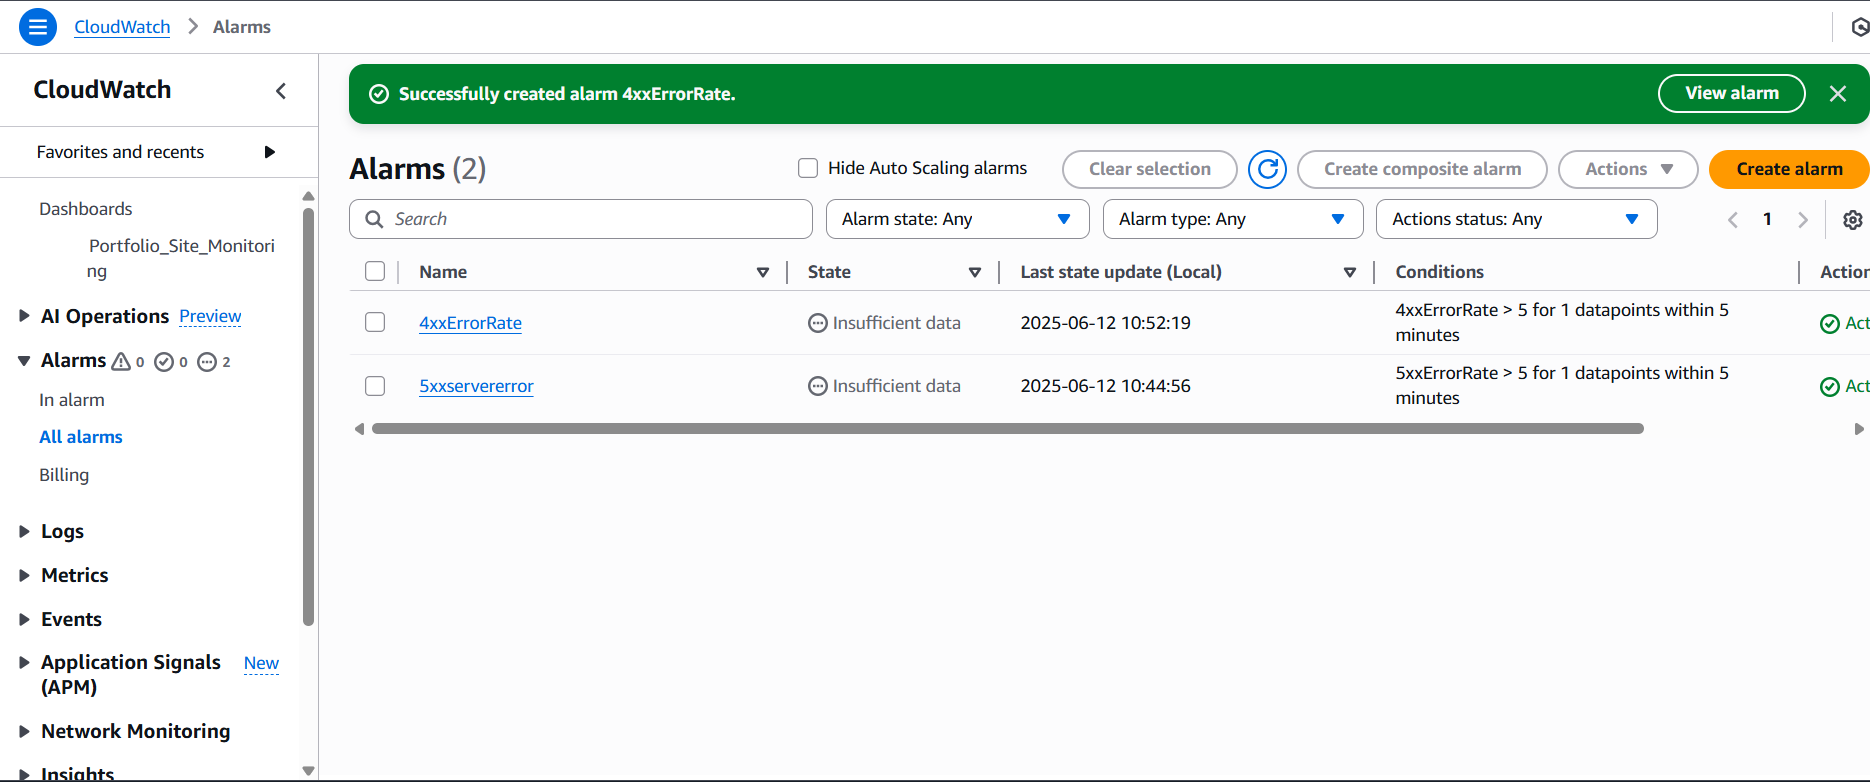 CloudWatch > Alarms
CloudWatch
Favorites and recents
Dashboards
Portfolio_Site_Monitori
ng
AI Operations Preview
Alarms 0 0 2
In alarm
All alarms
Billing
Logs
Metrics
Events
Application Signals New
(APM)
Network Monitoring
Insights
Successfully created alarm 4xxErrorRate.
View alarm
Alarms (2)
Hide Auto Scaling alarms
Clear selection
Create composite alarm
Actions
Create alarm
Search
Alarm state: Any
Alarm type: Any
Actions status: Any
1
Name State Last state update (Local) Conditions Action
4xxErrorRate Insufficient data 2025-06-12 10:52:19 4xxErrorRate > 5 for 1 datapoints within 5 Act
minutes
5xxservererror Insufficient data 2025-06-12 10:44:56 5xxErrorRate > 5 for 1 datapoints within 5 Act
minutes